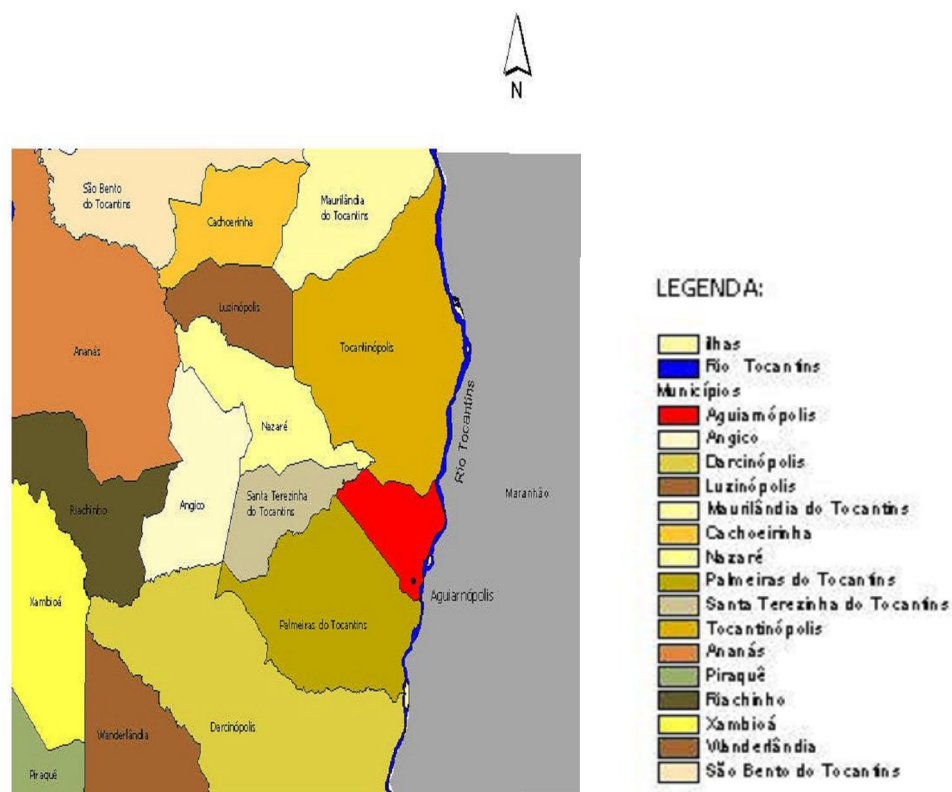 N
São Bento
do Tocantins
Cachoerinha
Maurilândia
do Tocantins
Luzinópolis
Ananás
Tocantinópolis
Nazaré
Rio Tocantins
Maranhão
Riachinho
Angico
Santa Terezinha
do Tocantins
Xambioá
Aguiarnópolis
Palmeiras do Tocantins
Wanderlândia
Darcinópolis
Piraquê
LEGENDA:
ilhas
Rio Tocantins
Municípios
Aguiarnópolis
Angico
Darcinópolis
Luzinópolis
Maurilândia do Tocantins
Cachoeirinha
Nazaré
Palmeiras do Tocantins
Santa Terezinha do Tocantins
Tocantinópolis
Ananás
Piraquê
Riachinho
Xambioá
Wanderlândia
São Bento do Tocantins